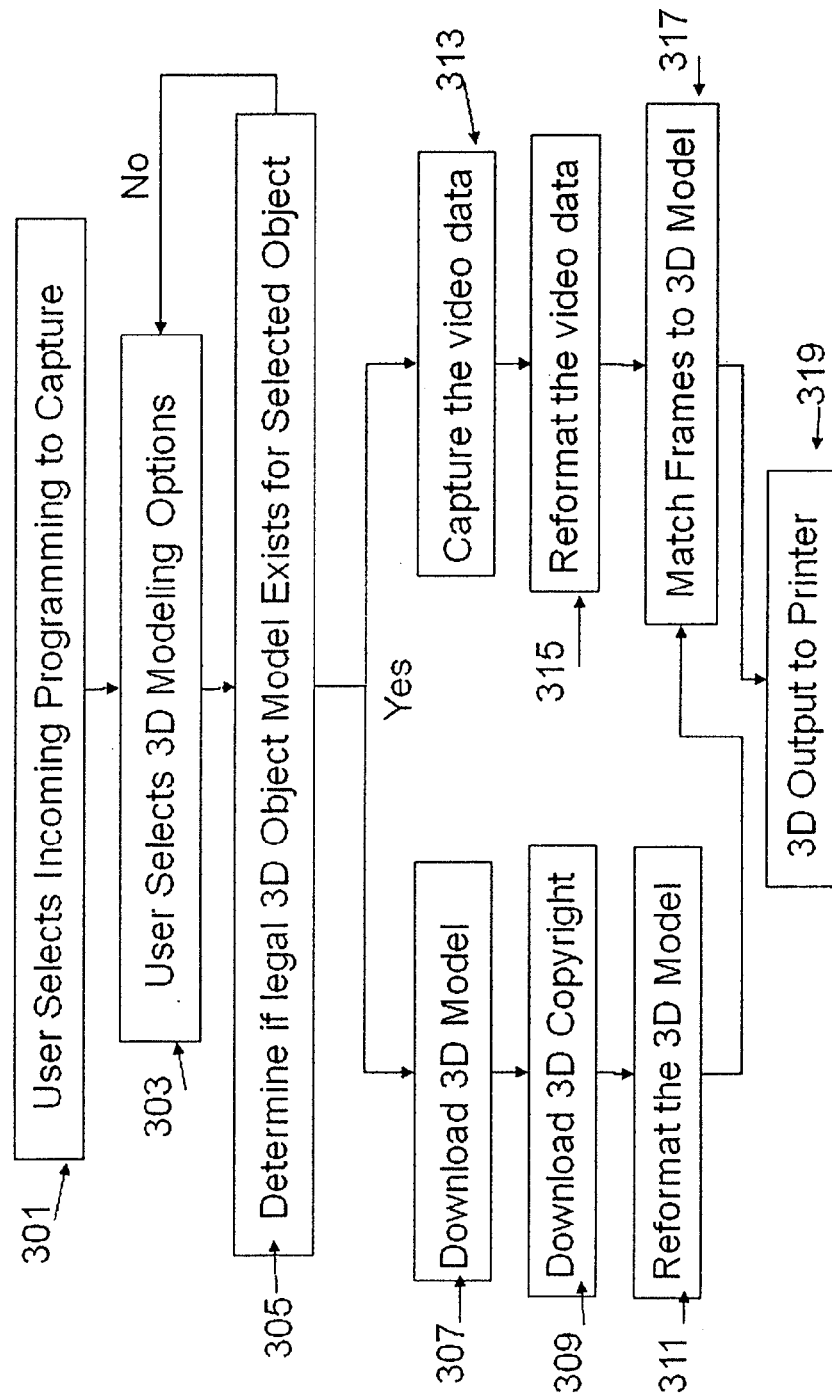 301
User Selects Incoming Programming to Capture
303
User Selects 3D Modeling Options
No
305
Determine if legal 3D Object Model Exists for Selected Object
Yes
307
Download 3D Model
309
Download 3D Copyright
311
Reformat the 3D Model
313
Capture the video data
315
Reformat the video data
317
Match Frames to 3D Model
319
3D Output to Printer